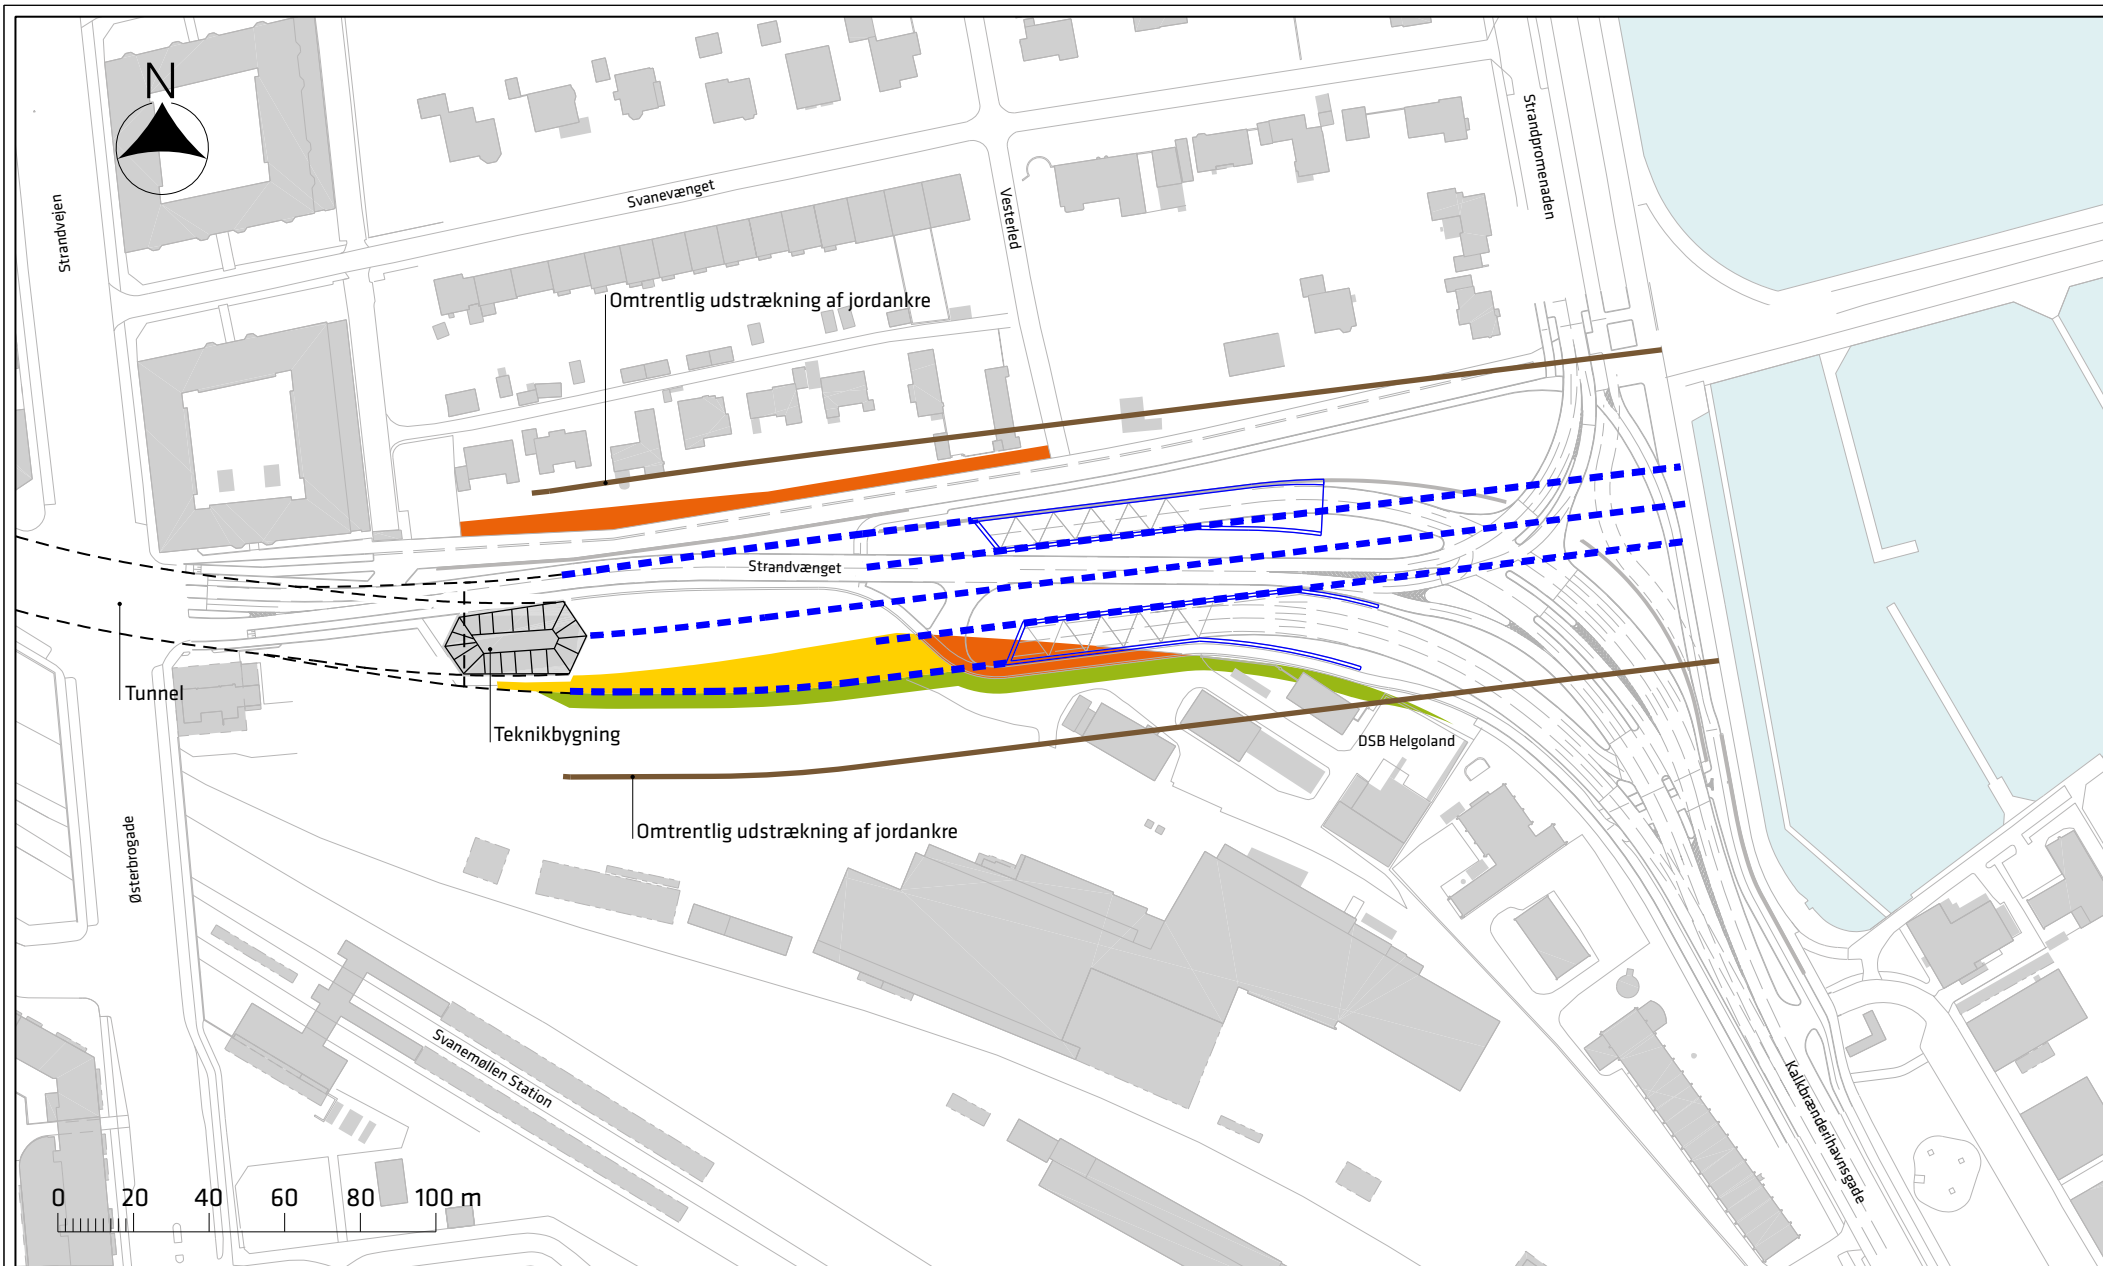 N
Strandvejen
Svanevænget
Vesterled
Strandpromenaden
Omtrentlig udstrækning af jordankre
Strandvænget
Tunnel
Teknikbygning
DSB Helgoland
Omtrentlig udstrækning af jordankre
Østerbrogade
Svanemøllen Station
Kalkbrænderihavnsgade
0 20 40 60 80 100 m